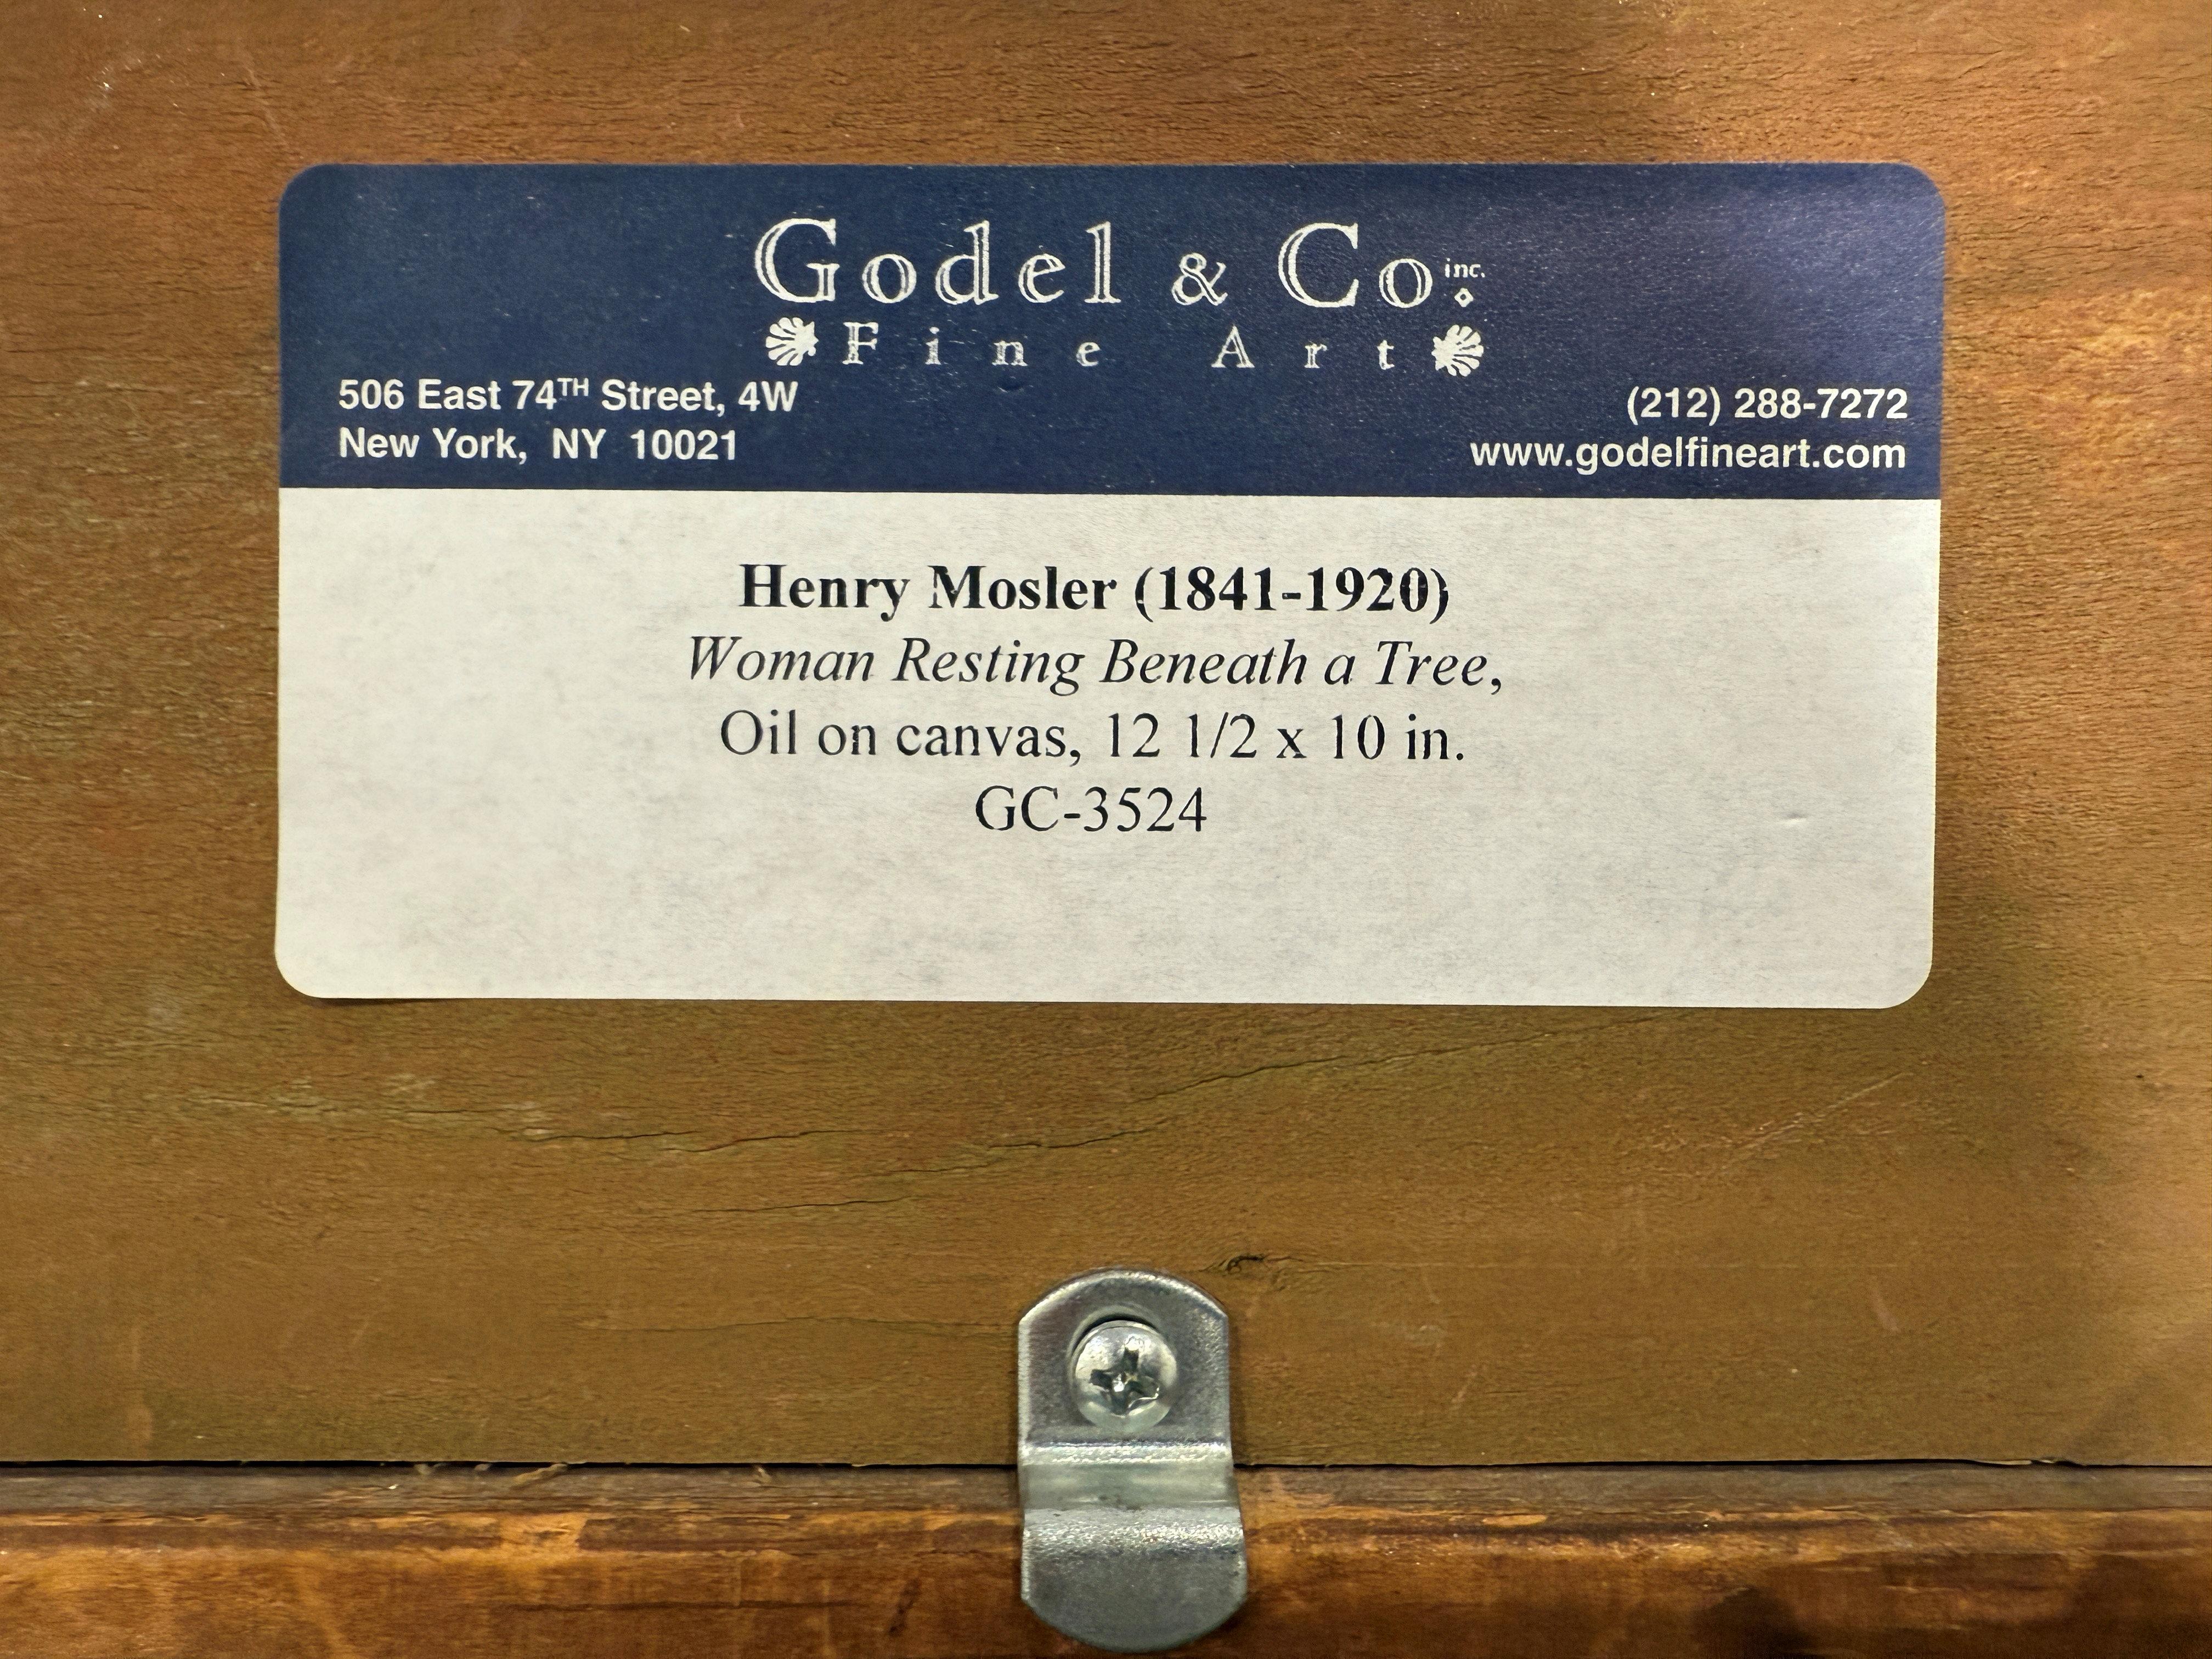 Godel & Co. inc.
Fine Art
506 East 74TH Street, 4W
New York, NY 10021
(212) 288-7272
www.godelfineart.com
Henry Mosler (1841-1920)
Woman Resting Beneath a Tree,
Oil on canvas, 12 1/2 x 10 in.
GC-3524